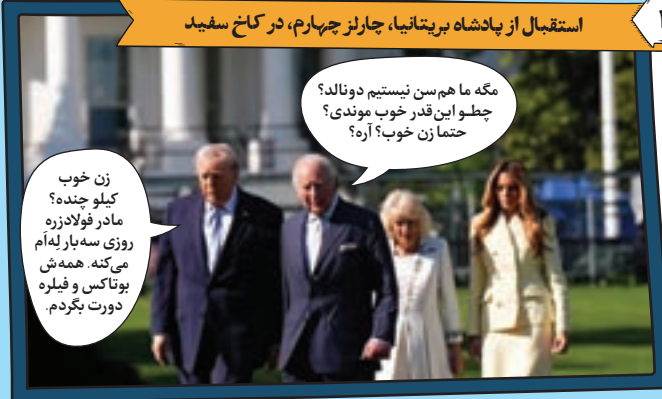 استقبال از پادشاه بریتانیا، چارلز چهارم، در کاخ سفید
مگه ما هم‌سن نیستیم دونالد؟
چطـو این‌قدر خوب موندی؟
حتما زن خوب؟ آره؟
زن خوب
کیلو چنده؟
مادر فولادزره
روزی سه‌بار لِه‌اَم
می‌کنه. همه‌ش
بوتاکس و فیلره
دورت بگردم.